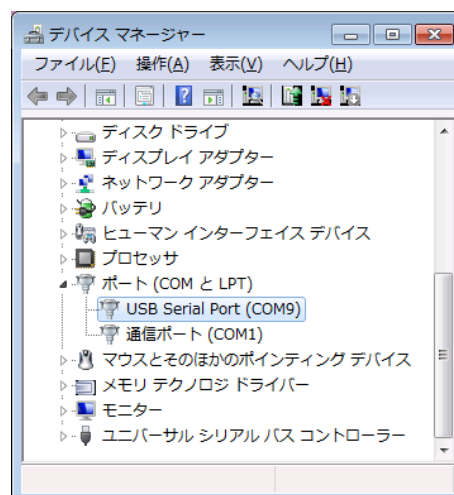 デバイス マネージャー
ファイル(F) 操作(A) 表示(V) ヘルプ(H)
ディスク ドライブ
ディスプレイ アダプター
ネットワーク アダプター
バッテリ
ヒューマン インターフェイス デバイス
プロセッサ
ポート (COM と LPT)
USB Serial Port (COM9)
通信ポート (COM1)
マウスとそのほかのポインティング デバイス
メモリ テクノロジ ドライバー
モニター
ユニバーサル シリアル バス コントローラー